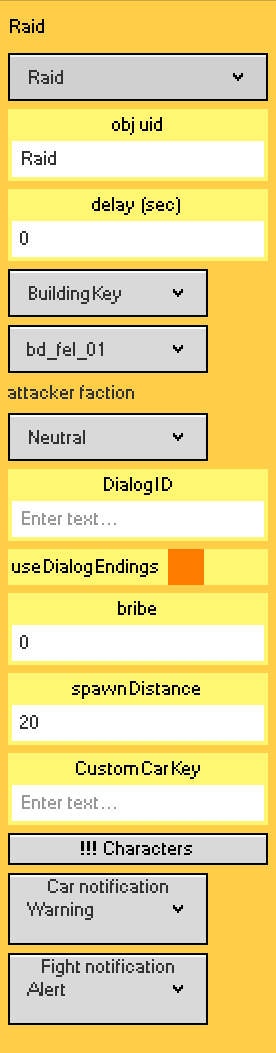 Raid
Raid
obj uid
Raid
delay (sec)
0
BuildingKey
bd_fel_01
attacker faction
Neutral
DialogID
Enter text...
useDialogEndings
bribe
0
spawnDistance
20
CustomCarKey
Enter text...
!!! Characters
Car notification
Warning
Fight notification
Alert